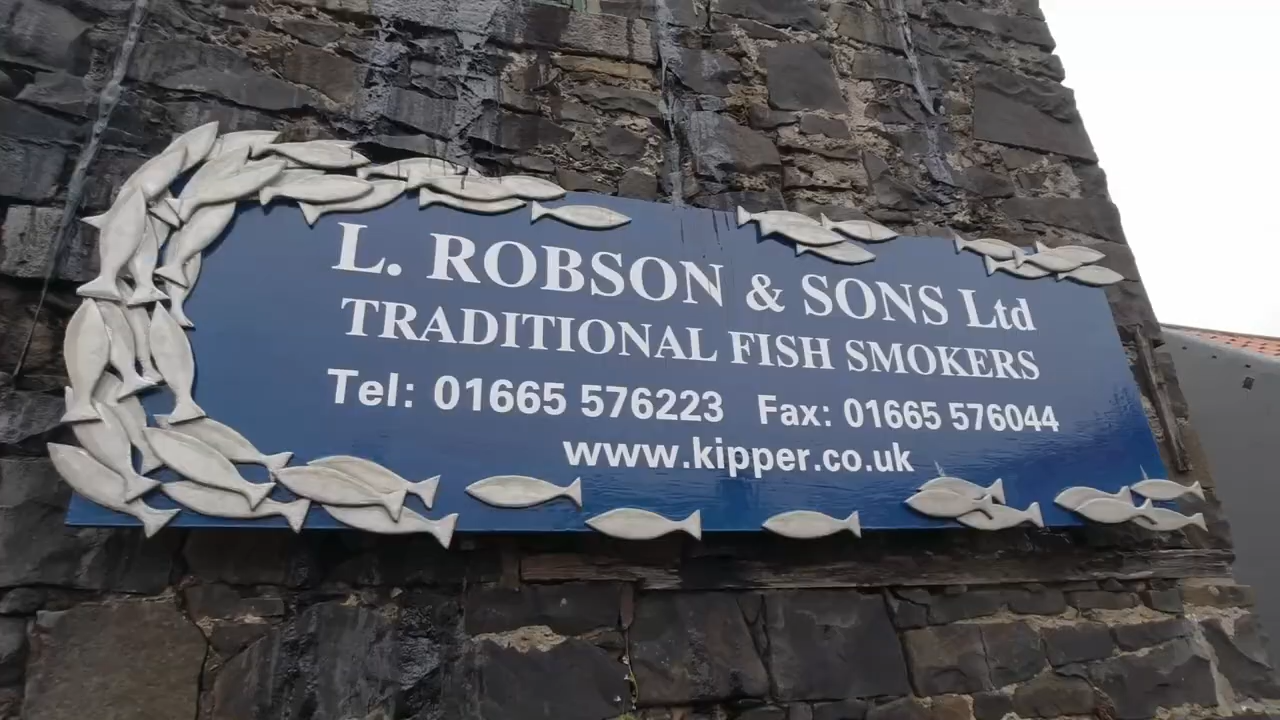 L. ROBSON & SONS Ltd
TRADITIONAL FISH SMOKERS
Tel: 01665 576223 Fax: 01665 576044
www.kipper.co.uk